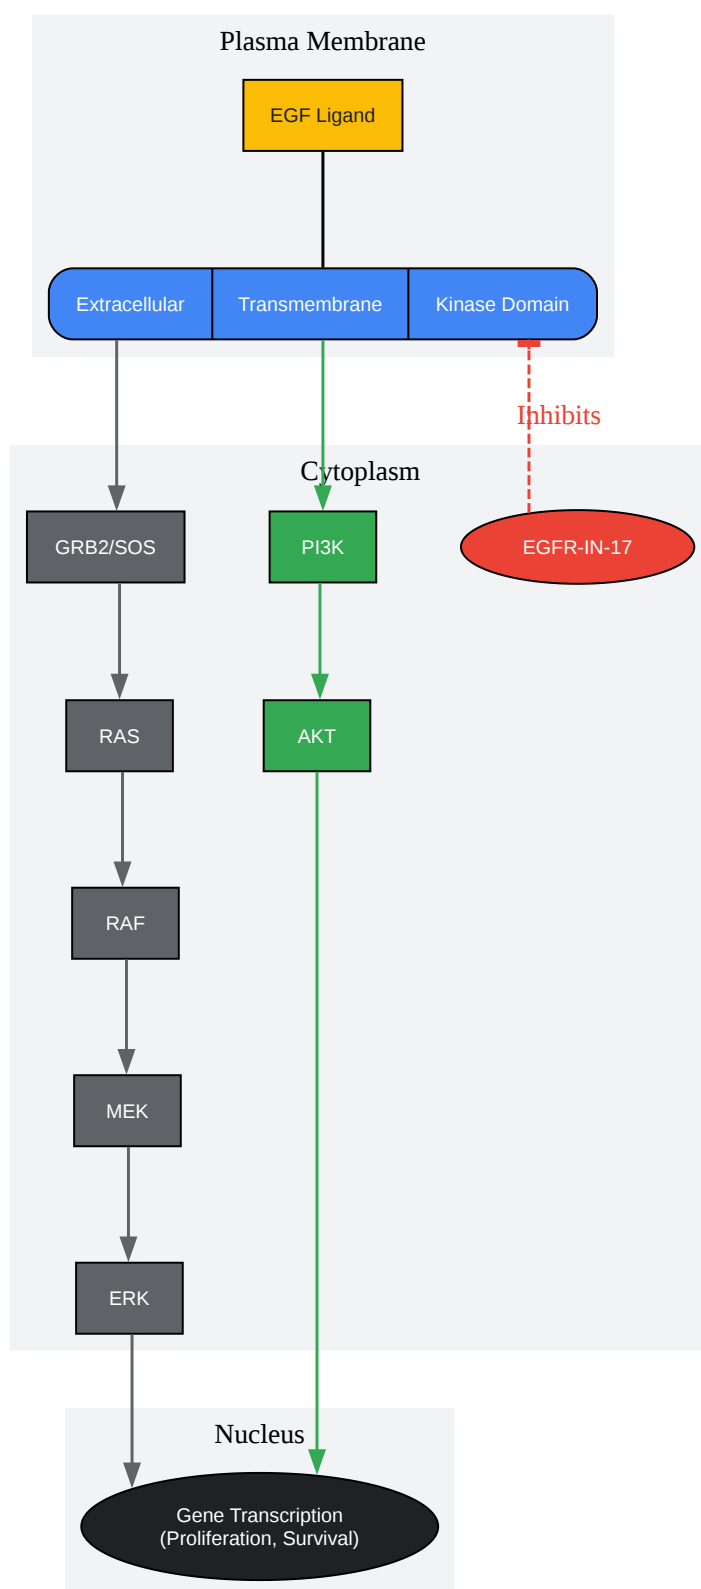 Plasma Membrane
EGF Ligand
Extracellular
Transmembrane
Kinase Domain
Inhibits
Cytoplasm
GRB2/SOS
PI3K
EGFR-IN-17
RAS
AKT
RAF
MEK
ERK
Nucleus
Gene Transcription
(Proliferation, Survival)